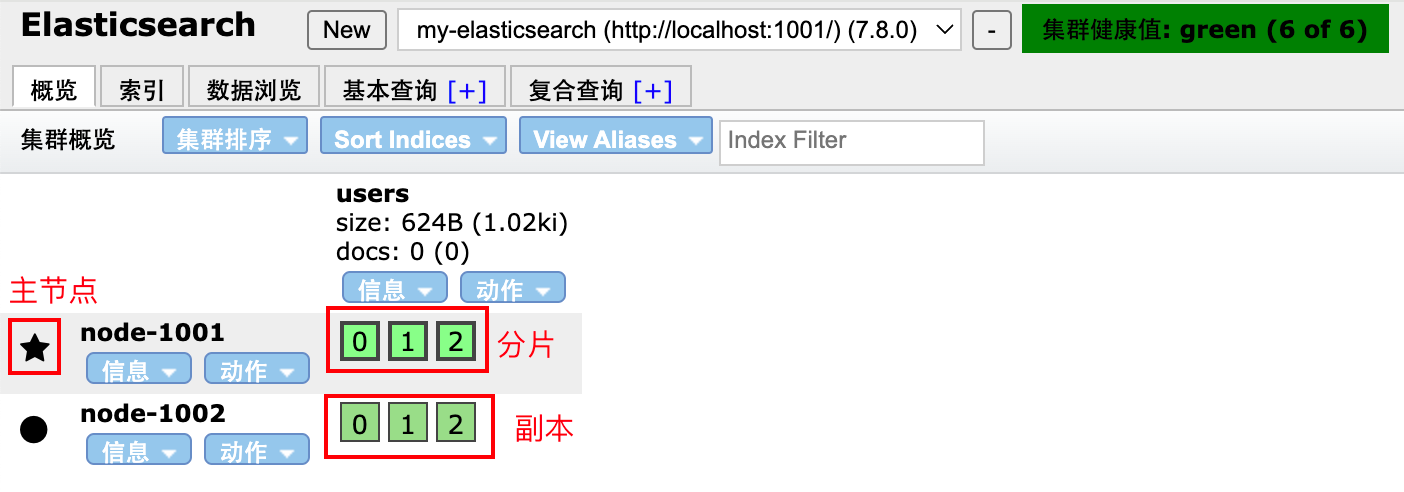 Elasticsearch New my-elasticsearch (http://localhost:1001/) (7.8.0) - 集群健康值: green (6 of 6)
概览 索引 数据浏览 基本查询 [+] 复合查询 [+]
集群概览 集群排序 Sort Indices View Aliases Index Filter
users
size: 624B (1.02ki)
docs: 0 (0)
信息 动作
主节点
node-1001 0 1 2 分片
信息 动作
node-1002 0 1 2 副本
信息 动作